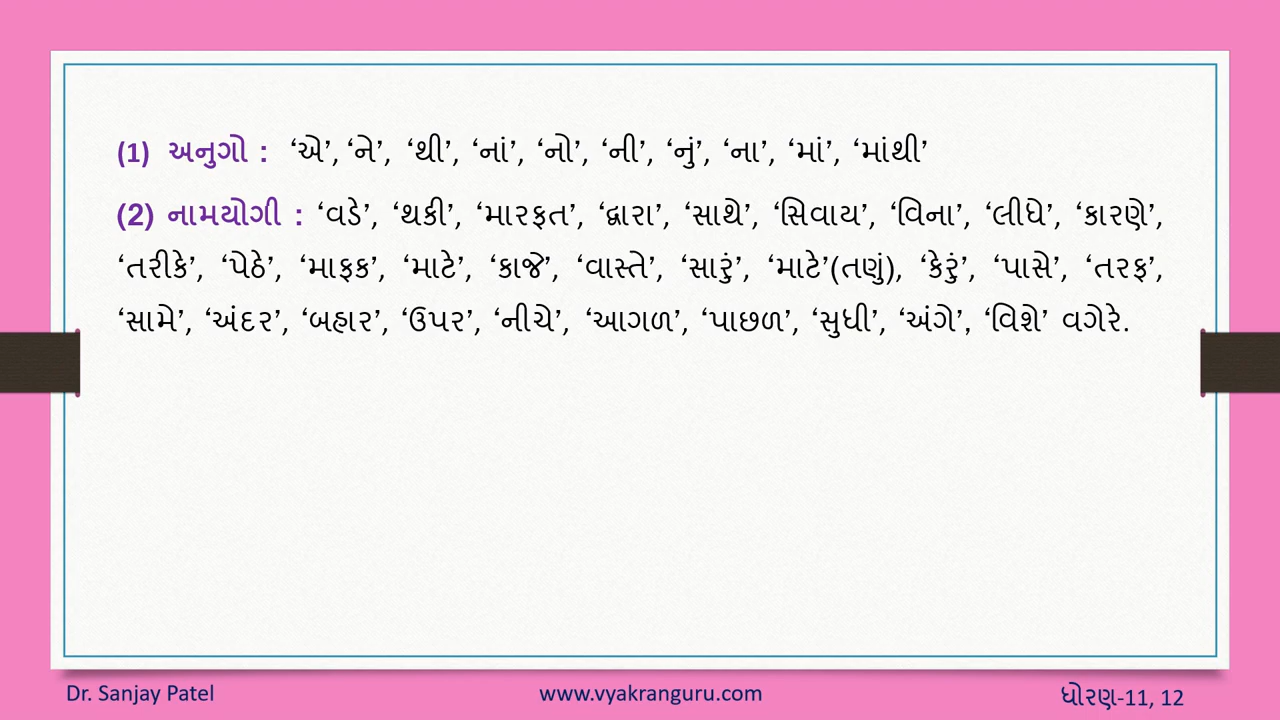 (1) અનુગો : ‘એ’, ‘ને’, ‘થી’, ‘નાં’, ‘નો’, ‘ની’, ‘નું’, ‘ના’, ‘માં’, ‘માંથી’
(2) નામયોગી : ‘વડે’, ‘થકી’, ‘મારફત’, ‘દ્વારા’, ‘સાથે’, ‘સિવાય’, ‘વિના’, ‘લીધે’, ‘કારણે’,
‘તરીકે’, ‘પેઠે’, ‘માફક’, ‘માટે’, ‘કાજે’, ‘વાસ્તે’, ‘સારું’, ‘માટે’(તણું), ‘કેરું’, ‘પાસે’, ‘તરફ’,
‘સામે’, ‘અંદર’, ‘બહાર’, ‘ઉપર’, ‘નીચે’, ‘આગળ’, ‘પાછળ’, ‘સુધી’, ‘અંગે’, ‘વિશે’ વગેરે.
Dr. Sanjay Patel www.vyakranguru.com ધોરણ-11, 12